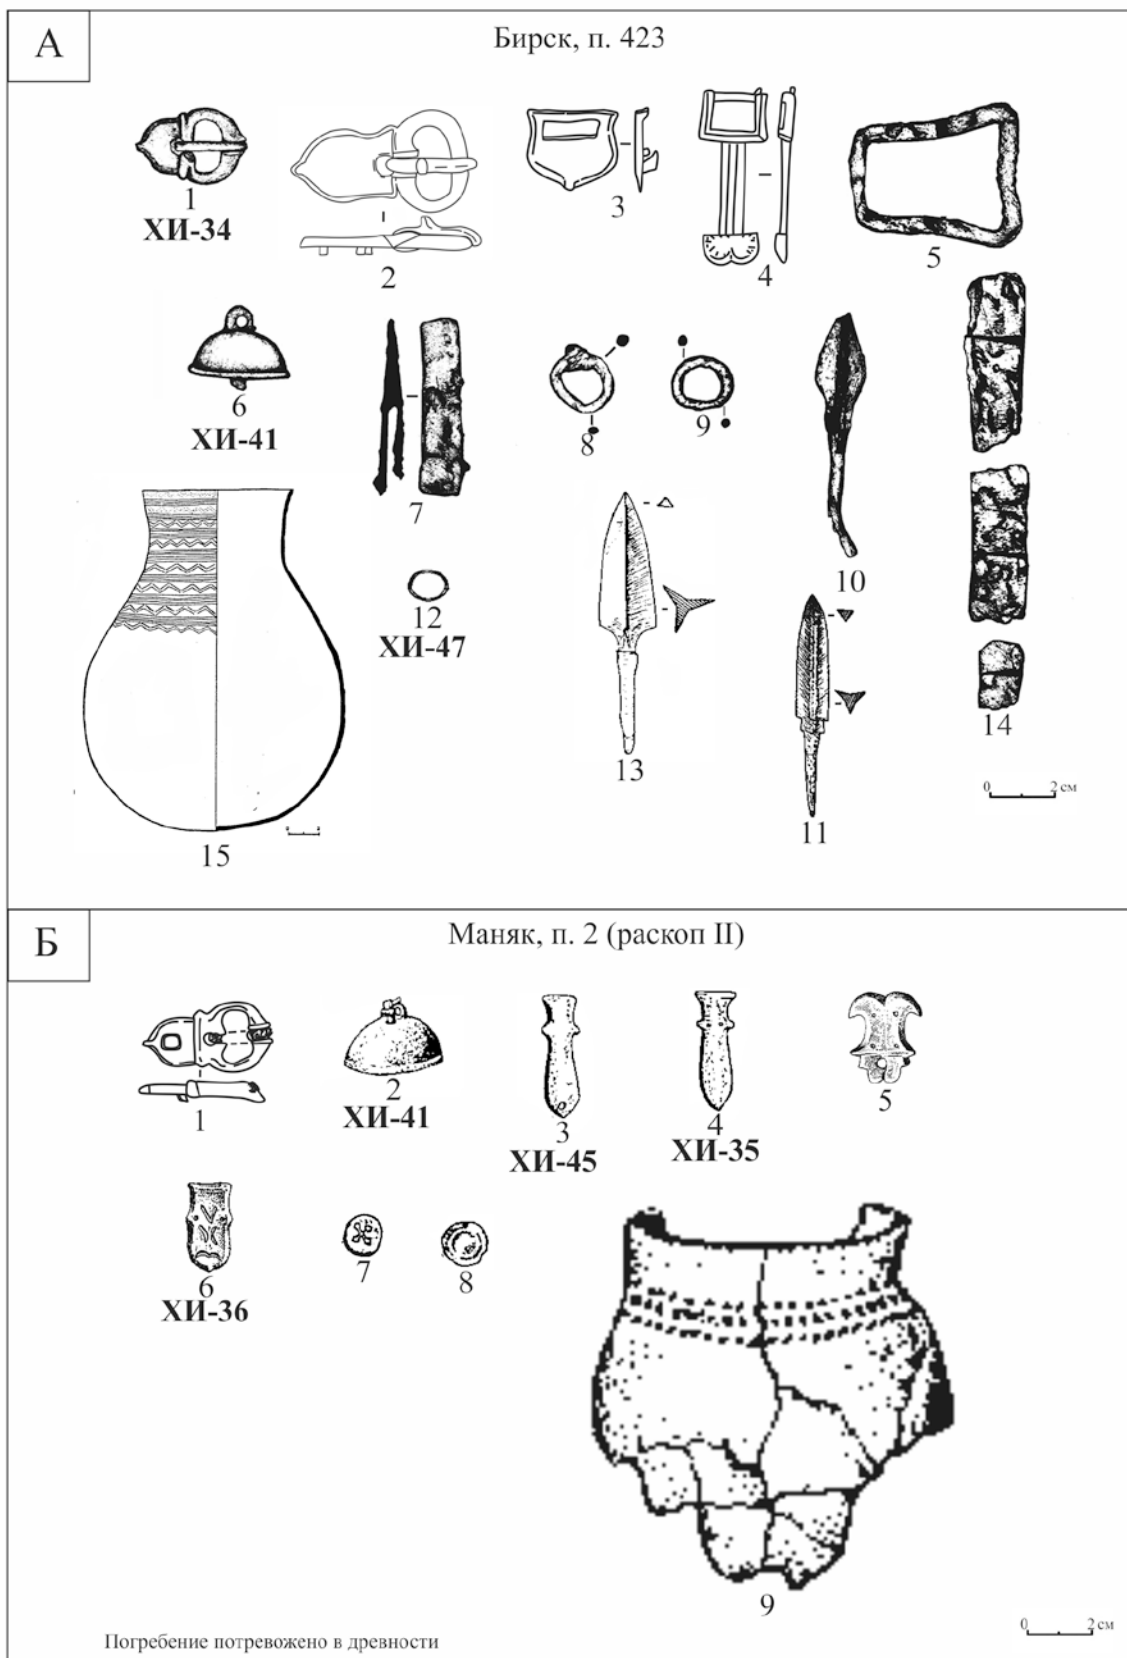 А
Бирск, п. 423
1
ХИ-34
2
3
4
5
6
ХИ-41
7
8
9
10
11
12
ХИ-47
13
14
0 2 см
15
Б
Маняк, п. 2 (раскоп II)
1
2
ХИ-41
3
ХИ-45
4
ХИ-35
5
6
ХИ-36
7
8
9
0 2 см
Погребение потревожено в древности